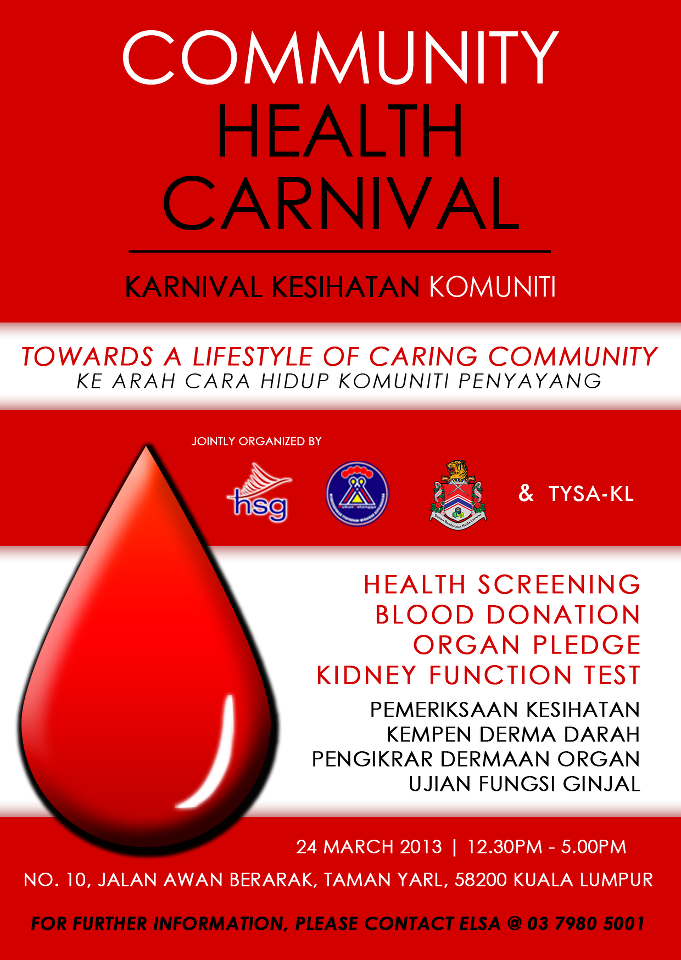 COMMUNITY
HEALTH
CARNIVAL
KARNIVAL KESIHATAN KOMUNITI
TOWARDS A LIFESTYLE OF CARING COMMUNITY
KE ARAH CARA HIDUP KOMUNITI PENYAYANG
JOINTLY ORGANIZED BY
hsg
& TYSA-KL
HEALTH SCREENING
BLOOD DONATION
ORGAN PLEDGE
KIDNEY FUNCTION TEST
PEMERIKSAAN KESIHATAN
KEMPEN DERMA DARAH
PENGIKRAR DERMAAN ORGAN
UJIAN FUNGSI GINJAL
24 MARCH 2013 | 12.30PM - 5.00PM
NO. 10, JALAN AWAN BERARAK, TAMAN YARL, 58200 KUALA LUMPUR
FOR FURTHER INFORMATION, PLEASE CONTACT ELSA @ 03 7980 5001